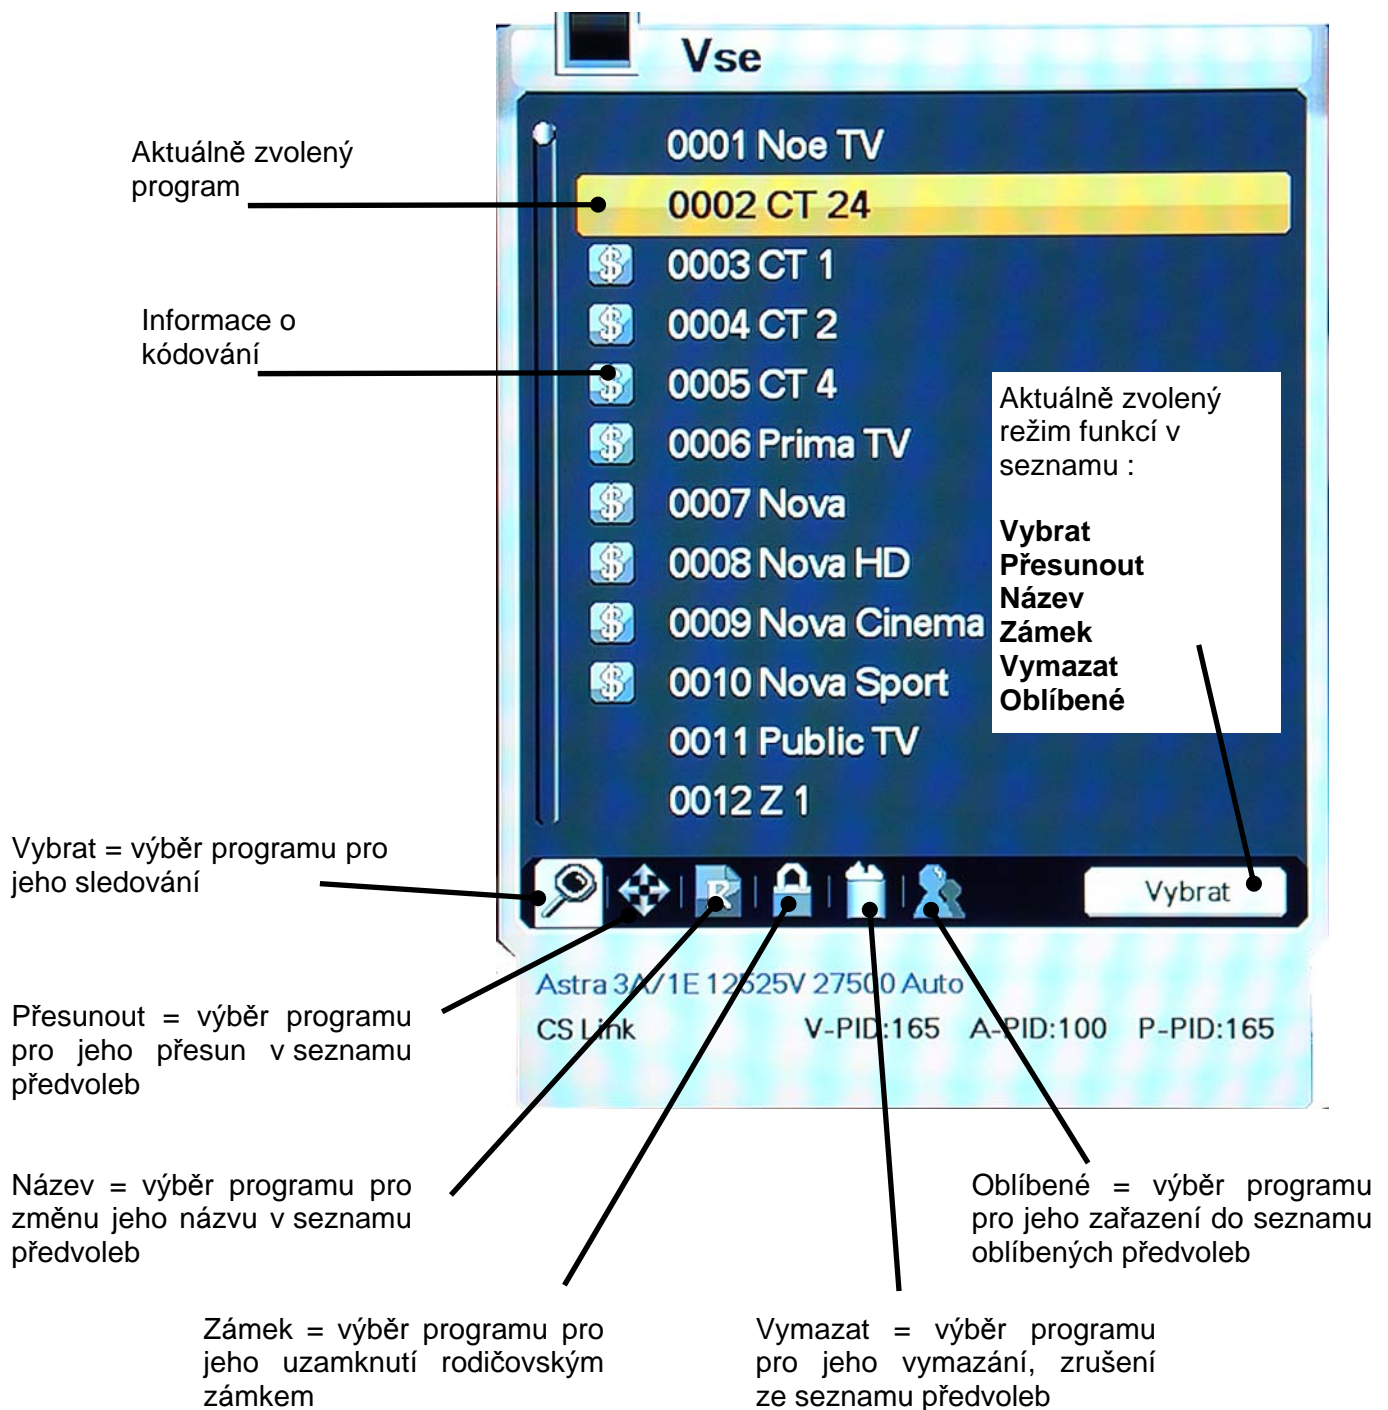 Vse
0001 Noe TV
Aktuálně zvolený
program
0002 CT 24
0003 CT 1
Informace o
kódování
0004 CT 2
0005 CT 4
Aktuálně zvolený
režim funkcí v
seznamu :
Vybrat
Přesunout
Název
Zámek
Vymazat
Oblíbené
0006 Prima TV
0007 Nova
0008 Nova HD
0009 Nova Cinema
0010 Nova Sport
0011 Public TV
0012 Z 1
Vybrat = výběr programu pro
jeho sledování
Vybrat
Astra 3A/1E 12525V 27500 Auto
CS Link V-PID:165 A-PID:100 P-PID:165
Přesunout = výběr programu
pro jeho přesun v seznamu
předvoleb
Název = výběr programu pro
změnu jeho názvu v seznamu
předvoleb
Oblíbené = výběr programu
pro jeho zařazení do seznamu
oblíbených předvoleb
Zámek = výběr programu pro
jeho uzamknutí rodičovským
zámkem
Vymazat = výběr programu
pro jeho vymazání, zrušení
ze seznamu předvoleb